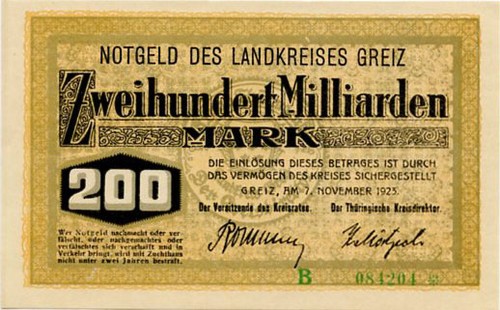 NOTGELD DES LANDKREISES GREIZ
Zweihundert Milliarden
MARK
DIE EINLÖSUNG DIESES BETRAGES IST DURCH
DAS VERMÖGEN DES KREISES SICHERGESTELLT
GREIZ, AM 7. NOVEMBER 1923.
Der Vorsitzende des Kreisrates. Der Thüringische Kreisdirektor.
200
Wer Notgeld nachmacht oder ver-
fälscht, oder nachgemachtes oder
verfälschtes sich verschafft und in
Verkehr bringt, wird mit Zuchthaus
nicht unter zwei Jahren bestraft.
B 084204